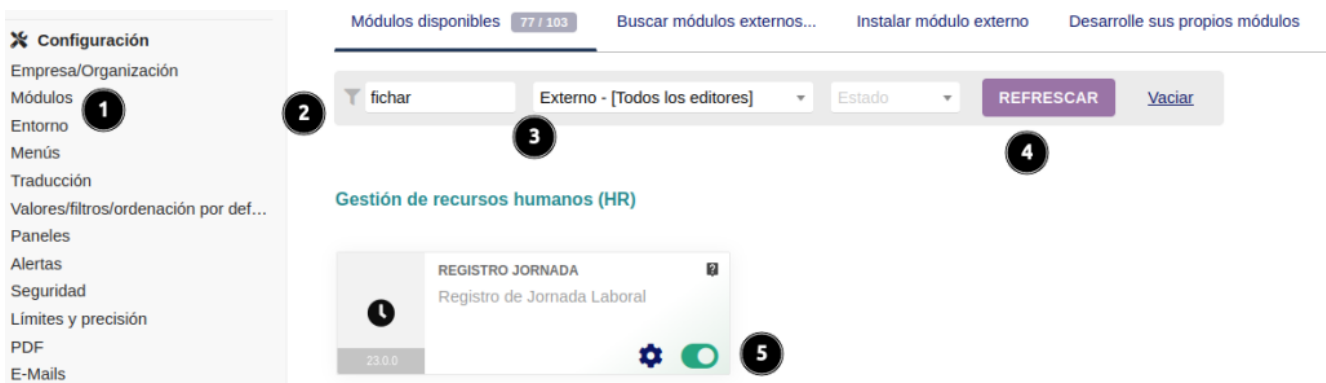 Configuración
Empresa/Organización
Módulos
1
Entorno
Menús
Traducción
Valores/filtros/ordenación por def...
Paneles
Alertas
Seguridad
Límites y precisión
PDF
E-Mails
Módulos disponibles 77 / 103 Buscar módulos externos... Instalar módulo externo Desarrolle sus propios módulos
2 fichar Externo - [Todos los editores] Estado REFRESCAR Vaciar
3 4
Gestión de recursos humanos (HR)
REGISTRO JORNADA ?
Registro de Jornada Laboral
23.0.0 5